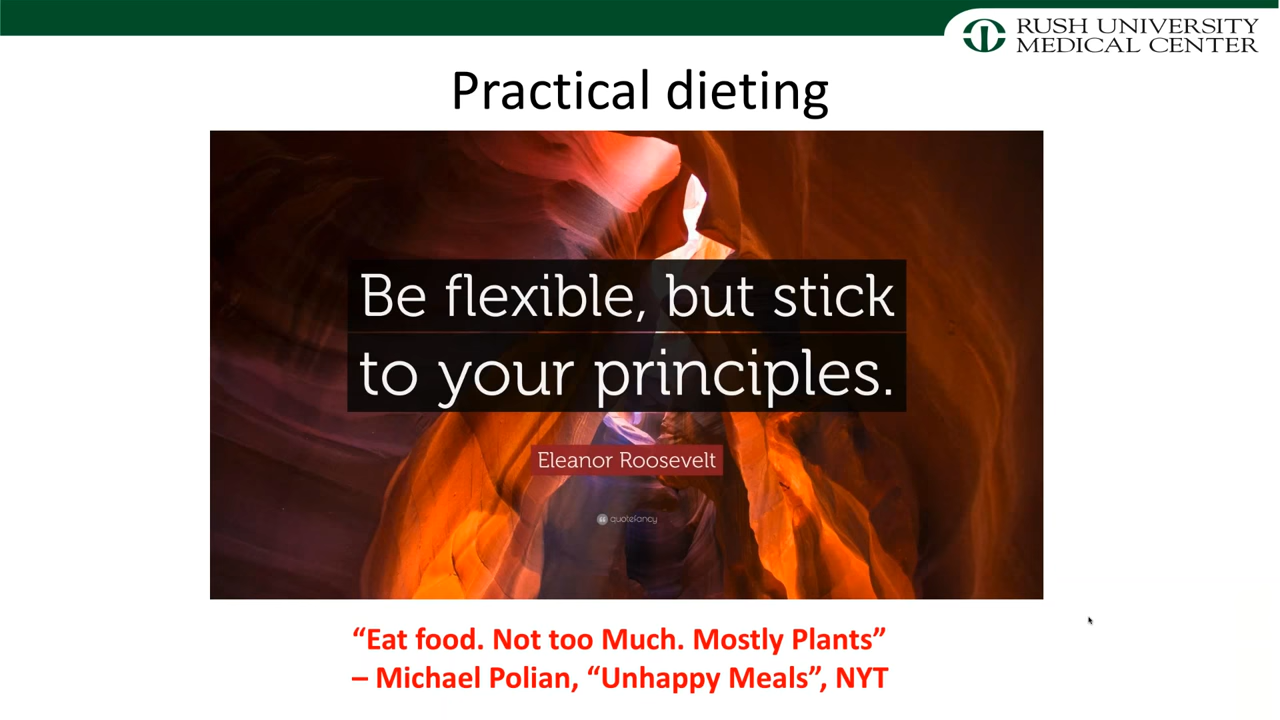 RUSH UNIVERSITY
MEDICAL CENTER
Practical dieting
Be flexible, but stick
to your principles.
Eleanor Roosevelt
quotefancy
“Eat food. Not too Much. Mostly Plants”
– Michael Polian, “Unhappy Meals”, NYT